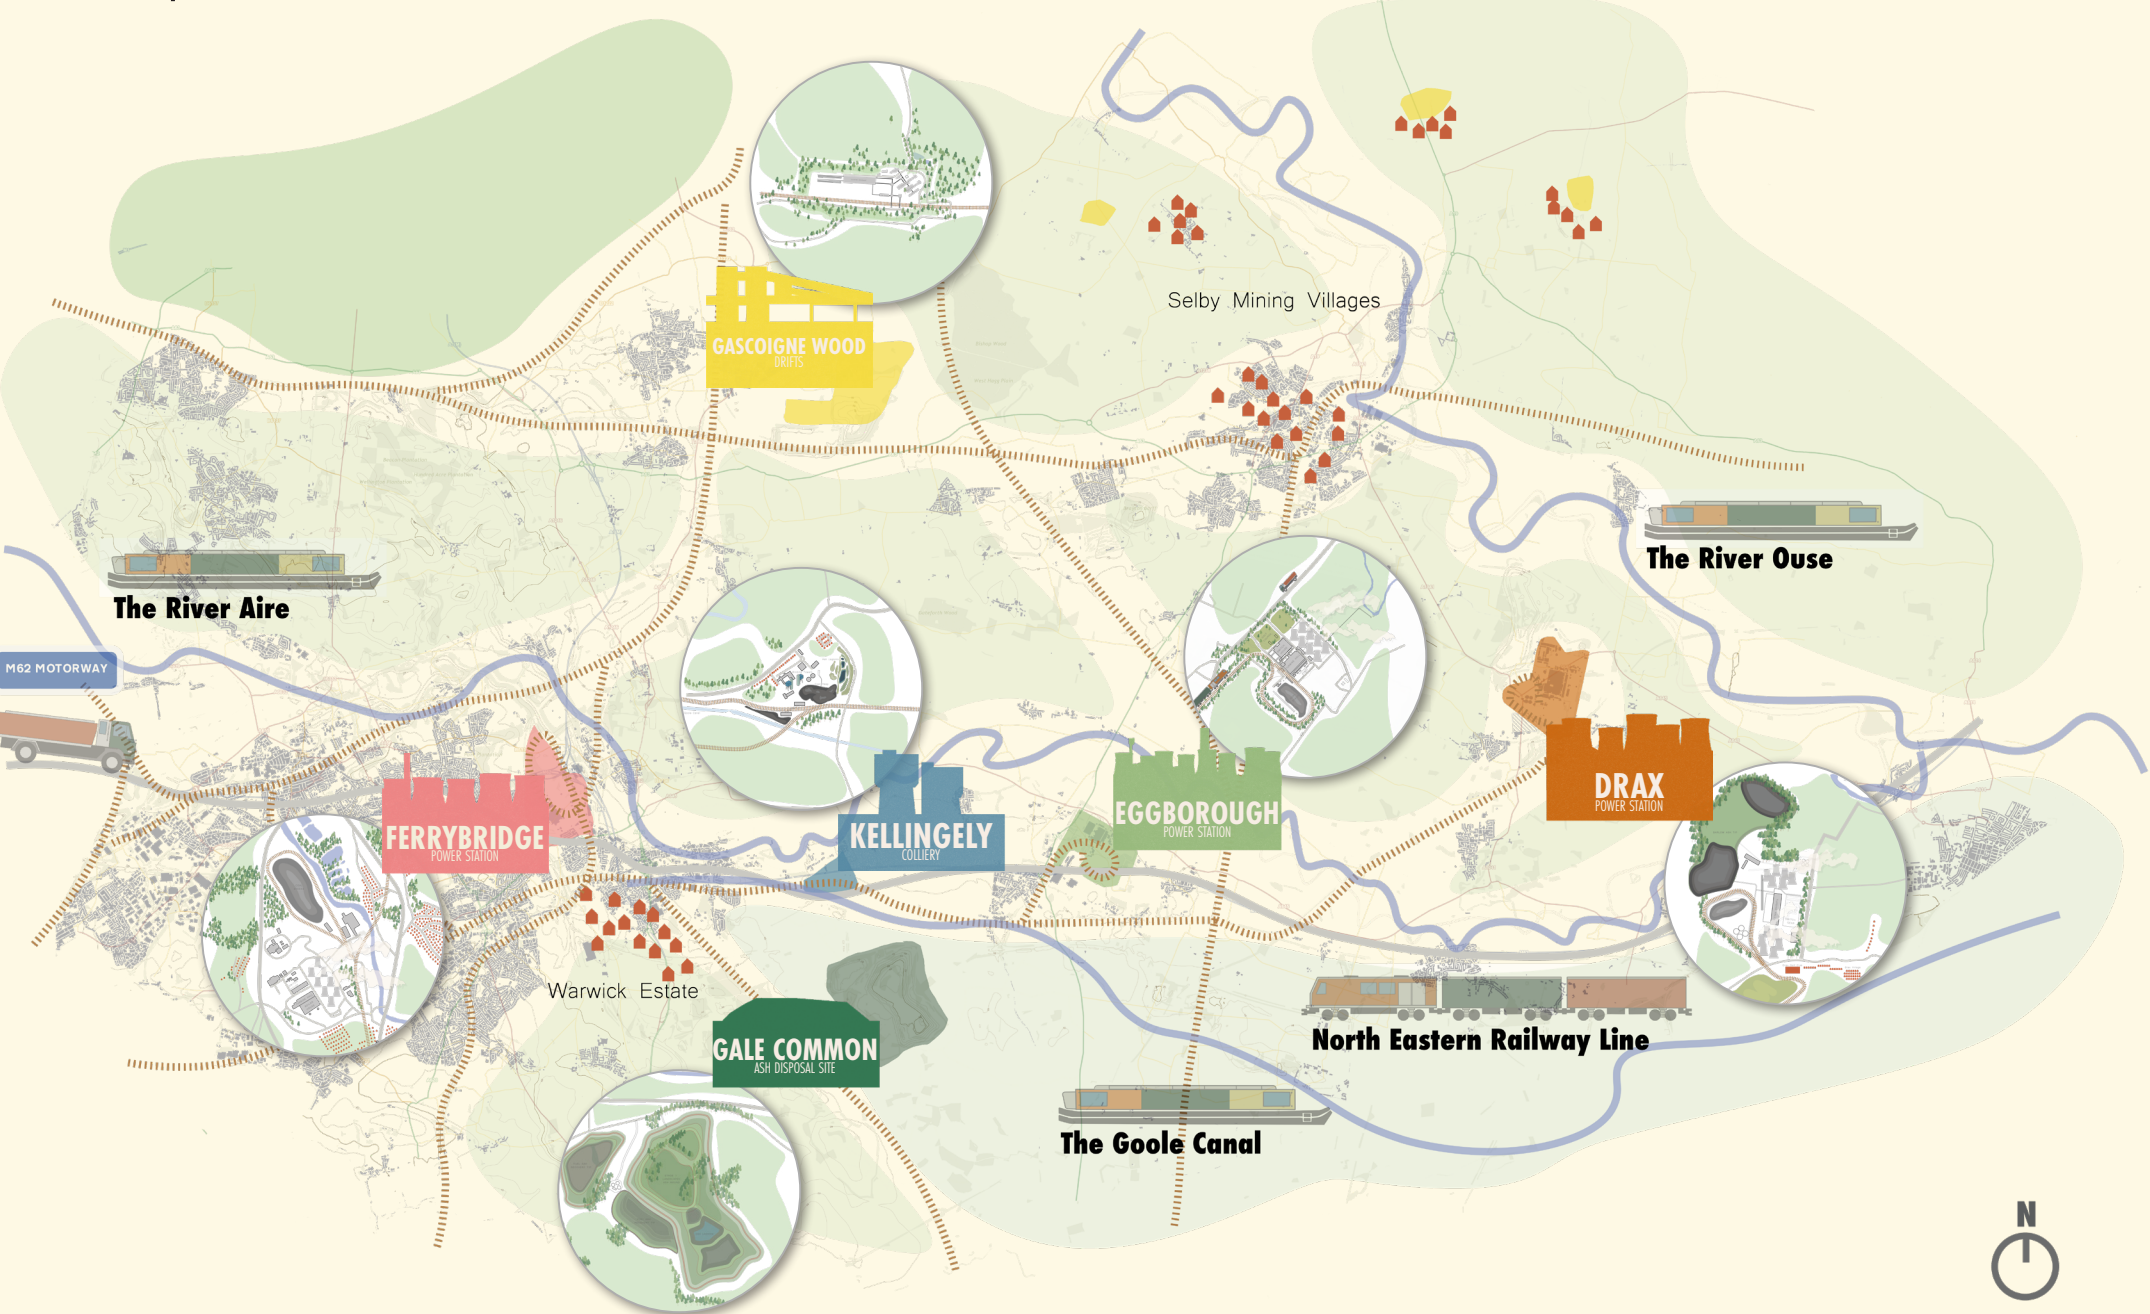 GASCOIGNE WOOD
DRIFTS
Selby Mining Villages
The River Ouse
The River Aire
M62 MOTORWAY
DRAX
POWER STATION
EGGBOROUGH
POWER STATION
FERRYBRIDGE
POWER STATION
KELLINGELY
COLLIERY
Warwick Estate
GALE COMMON
ASH DISPOSAL SITE
North Eastern Railway Line
The Goole Canal
N